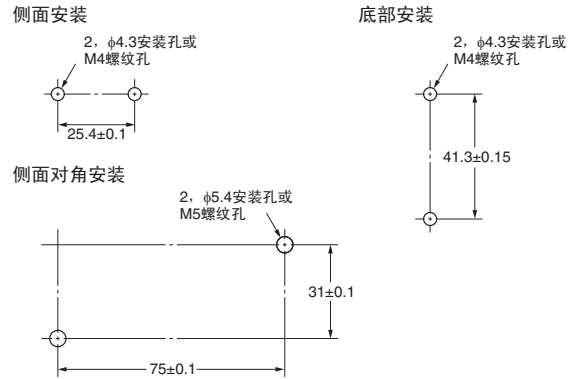 侧面安装
2，ϕ4.3安装孔或
M4螺纹孔
25.4±0.1
底部安装
2，ϕ4.3安装孔或
M4螺纹孔
41.3±0.15
侧面对角安装
2，ϕ5.4安装孔或
M5螺纹孔
31±0.1
75±0.1